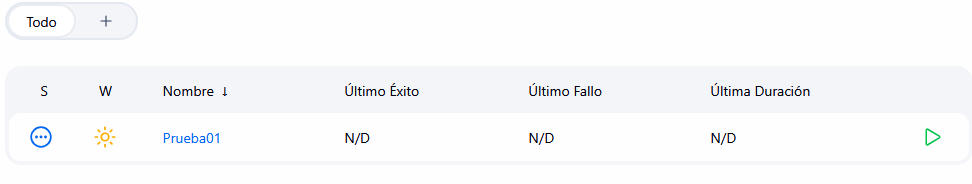 Todo +
S W Nombre ↓ Último Éxito Último Fallo Última Duración
Prueba01 N/D N/D N/D